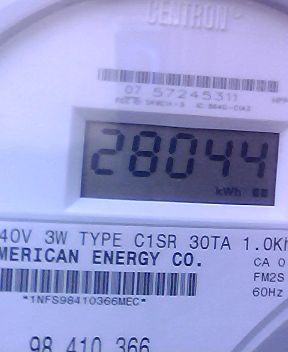 CENTRON®
07 57245311
28044
kWh
40V 3W TYPE C1SR 30TA 1.0Kh
MERICAN ENERGY CO.
CA 0
FM2S
60Hz
*1NFS98410366MEC*
98 410 366